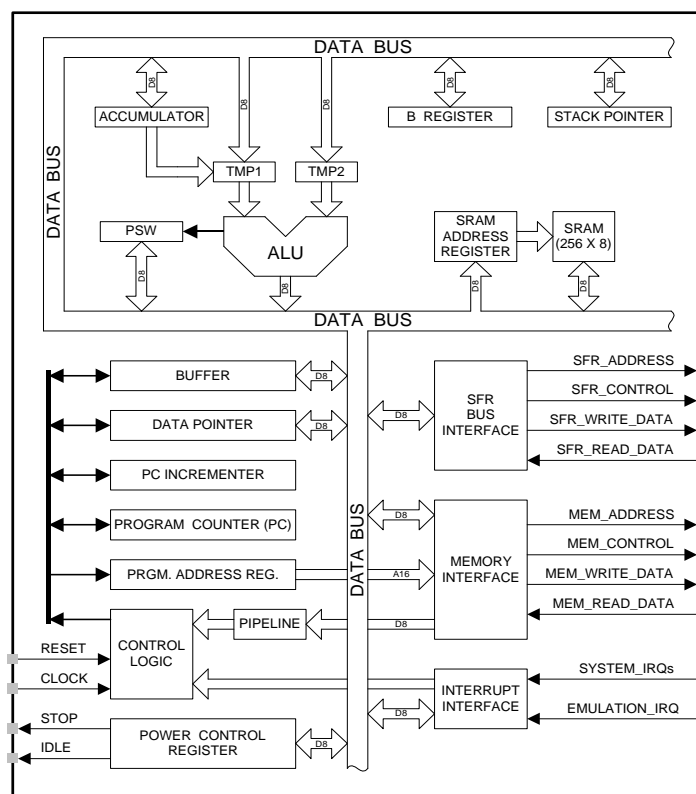 DATA BUS
D8
D8
D8
D8
D8
ACCUMULATOR
B REGISTER
STACK POINTER
DATA BUS
TMP1
TMP2
PSW
ALU
SRAM
ADDRESS
REGISTER
SRAM
(256 X 8)
D8
D8
D8
D8
DATA BUS
BUFFER
D8
DATA POINTER
D8
PC INCREMENTER
PROGRAM COUNTER (PC)
PRGM. ADDRESS REG.
A16
DATA BUS
D8
SFR
BUS
INTERFACE
SFR_ADDRESS
SFR_CONTROL
SFR_WRITE_DATA
SFR_READ_DATA
D8
MEMORY
INTERFACE
MEM_ADDRESS
MEM_CONTROL
MEM_WRITE_DATA
MEM_READ_DATA
PIPELINE
D8
RESET
CLOCK
CONTROL
LOGIC
INTERRUPT
INTERFACE
SYSTEM_IRQs
EMULATION_IRQ
D8
STOP
IDLE
POWER CONTROL
REGISTER
D8